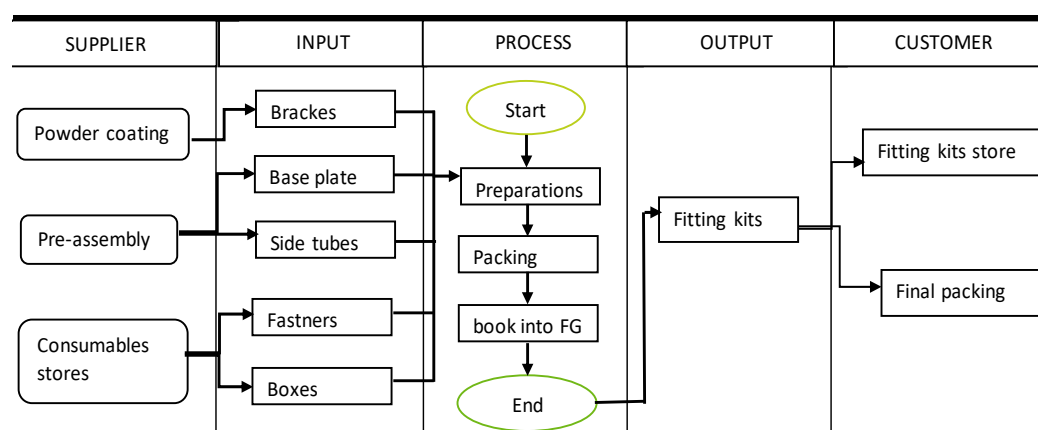 SUPPLIER
INPUT
PROCESS
OUTPUT
CUSTOMER
Powder coating
Pre-assembly
Consumables
stores
Brackes
Base plate
Side tubes
Fastners
Boxes
Start
Preparations
Packing
book into FG
End
Fitting kits
Fitting kits store
Final packing